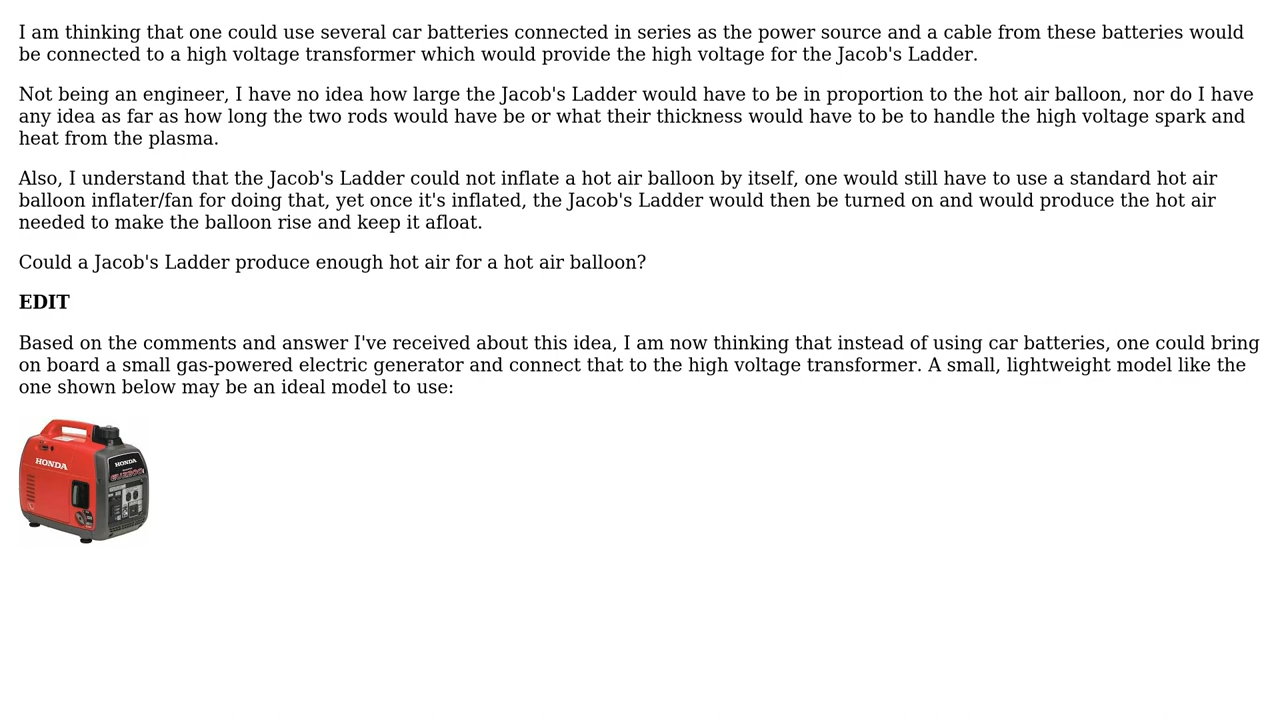 I am thinking that one could use several car batteries connected in series as the power source and a cable from these batteries would
be connected to a high voltage transformer which would provide the high voltage for the Jacob's Ladder.
Not being an engineer, I have no idea how large the Jacob's Ladder would have to be in proportion to the hot air balloon, nor do I have
any idea as far as how long the two rods would have be or what their thickness would have to be to handle the high voltage spark and
heat from the plasma.
Also, I understand that the Jacob's Ladder could not inflate a hot air balloon by itself, one would still have to use a standard hot air
balloon inflater/fan for doing that, yet once it's inflated, the Jacob's Ladder would then be turned on and would produce the hot air
needed to make the balloon rise and keep it afloat.
Could a Jacob's Ladder produce enough hot air for a hot air balloon?
EDIT
Based on the comments and answer I've received about this idea, I am now thinking that instead of using car batteries, one could bring
on board a small gas-powered electric generator and connect that to the high voltage transformer. A small, lightweight model like the
one shown below may be an ideal model to use:
HONDA
HONDA